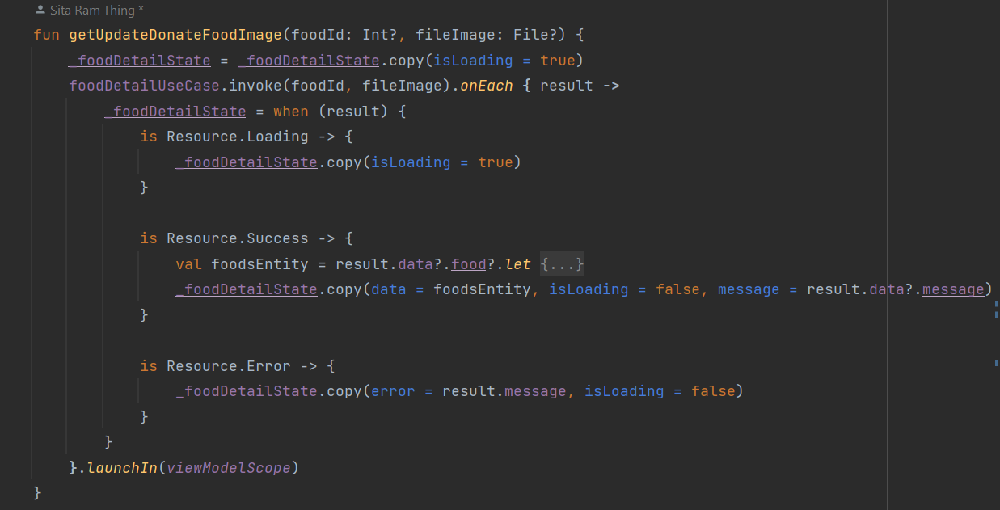 Sita Ram Thing *
fun getUpdateDonateFoodImage(foodId: Int?, fileImage: File?) {
_foodDetailState = _foodDetailState.copy(isLoading = true)
foodDetailUseCase.invoke(foodId, fileImage).onEach { result ->
_foodDetailState = when (result) {
is Resource.Loading -> {
_foodDetailState.copy(isLoading = true)
}
is Resource.Success -> {
val foodsEntity = result.data?.food?.let {...}
_foodDetailState.copy(data = foodsEntity, isLoading = false, message = result.data?.message)
}
is Resource.Error -> {
_foodDetailState.copy(error = result.message, isLoading = false)
}
}
}.launchIn(viewModelScope)
}